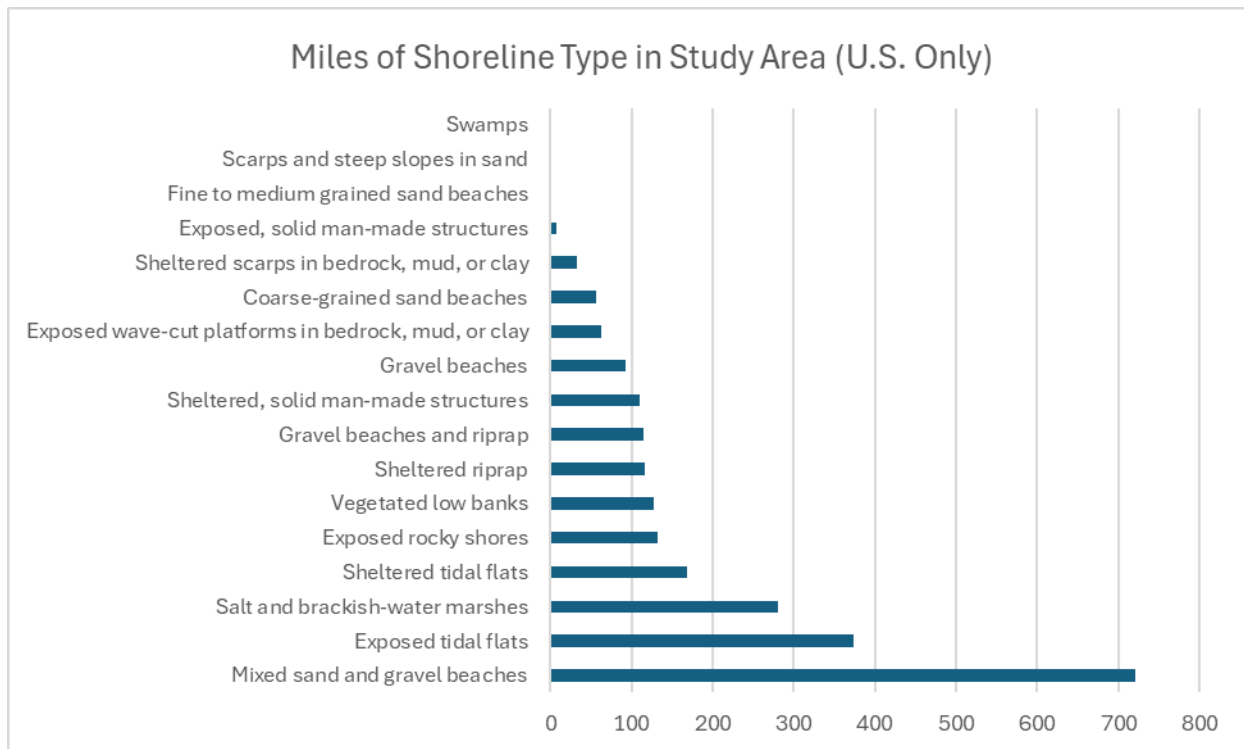 Miles of Shoreline Type in Study Area (U.S. Only)
Swamps
Scarps and steep slopes in sand
Fine to medium grained sand beaches
Exposed, solid man-made structures
Sheltered scarps in bedrock, mud, or clay
Coarse-grained sand beaches
Exposed wave-cut platforms in bedrock, mud, or clay
Gravel beaches
Sheltered, solid man-made structures
Gravel beaches and riprap
Sheltered riprap
Vegetated low banks
Exposed rocky shores
Sheltered tidal flats
Salt and brackish-water marshes
Exposed tidal flats
Mixed sand and gravel beaches
0 100 200 300 400 500 600 700 800